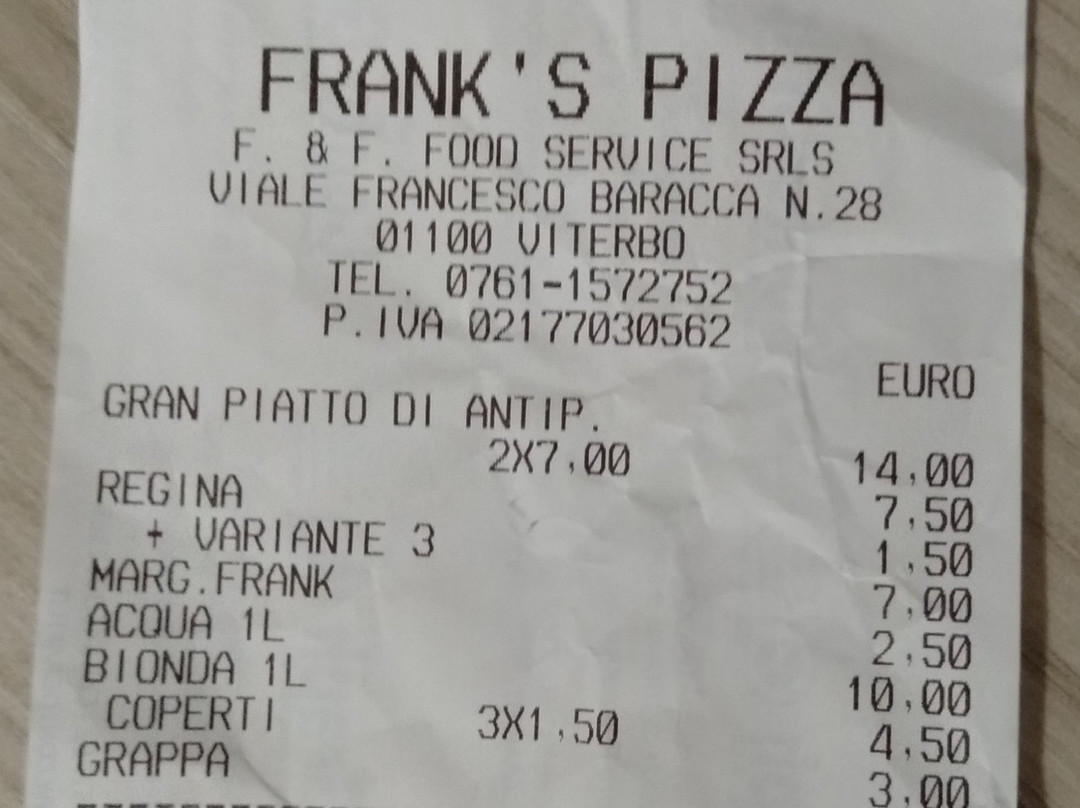 FRANK'S PIZZA
F. & F. FOOD SERVICE SRLS
VIALE FRANCESCO BARACCA N.28
01100 VITERBO
TEL. 0761-1572752
P.IVA 02177030562
EURO
GRAN PIATTO DI ANTIP.
2X7,00 14,00
REGINA 7,50
+ VARIANTE 3 1,50
MARG.FRANK 7,00
ACQUA 1L 2,50
BIONDA 1L 10,00
COPERTI 3X1,50 4,50
GRAPPA 3,00